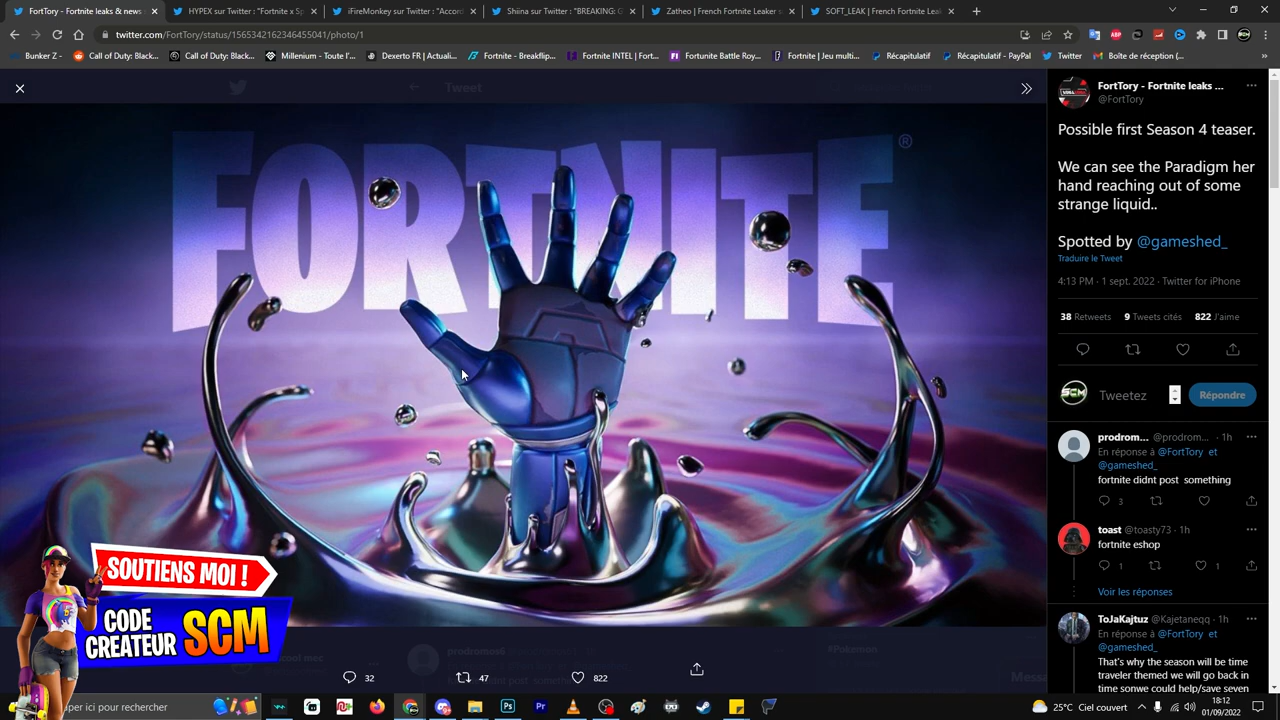 FortTory - Fortnite leaks & news
HYPEX sur Twitter : "Fortnite x Sp
iFireMonkey sur Twitter : "Accord
Shiina sur Twitter : "BREAKING: G
Zatheo | French Fortnite Leaker
SOFT_LEAK | French Fortnite Leak
twitter.com/FortTory/status/1565342162346455041/photo/1
Bunker Z -
Call of Duty: Black...
Call of Duty: Black...
Millenium - Toute l'...
Dexerto FR | Actuali...
Fortnite - Breakflip...
Fortnite INTEL | Fort...
Fortunite Battle Roy...
Fortnite | Jeu multi...
Récapitulatif
Récapitulatif - PayPal
Twitter
Boîte de réception (...
Tweet
FORTNITE®
FortTory - Fortnite leaks ...
@FortTory
Possible first Season 4 teaser.
We can see the Paradigm her
hand reaching out of some
strange liquid..
Spotted by @gameshed_
Traduire le Tweet
4:13 PM · 1 sept. 2022 · Twitter for iPhone
38 Retweets 9 Tweets cités 822 J'aime
Tweetez
Répondre
prodrom... @prodrom... · 1h
En réponse à @FortTory et
@gameshed_
fortnite didnt post something
3
toast @toasty73 · 1h
fortnite eshop
1 1
Voir les réponses
ToJaKajtuz @Kajetaneqq · 1h
En réponse à @FortTory et
@gameshed_
That's why the season will be time
traveler themed we will go back in
time sonwe could help/save seven
SOUTIENS MOI !
CODE
CREATEUR SCM
prodromos6
#Pokemon
32 47 822
per ici pour rechercher
25°C Ciel couvert
18:12
01/09/2022